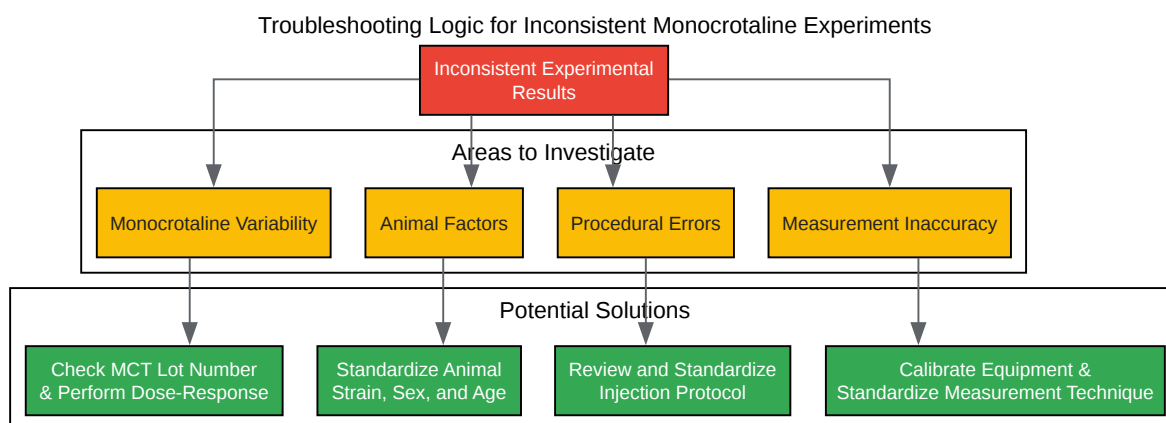 Troubleshooting Logic for Inconsistent Monocrotaline Experiments
Inconsistent Experimental
Results
Areas to Investigate
Monocrotaline Variability
Animal Factors
Procedural Errors
Measurement Inaccuracy
Potential Solutions
Check MCT Lot Number
& Perform Dose-Response
Standardize Animal
Strain, Sex, and Age
Review and Standardize
Injection Protocol
Calibrate Equipment &
Standardize Measurement Technique